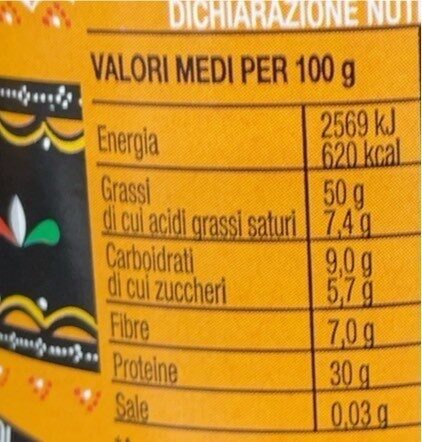 DICHIARAZIONE NUT
VALORI MEDI PER 100 g
Energia 2569 kJ
620 kcal
Grassi 50 g
di cui acidi grassi saturi 7,4 g
Carboidrati 9,0 g
di cui zuccheri 5,7 g
Fibre 7,0 g
Proteine 30 g
Sale 0,03 g